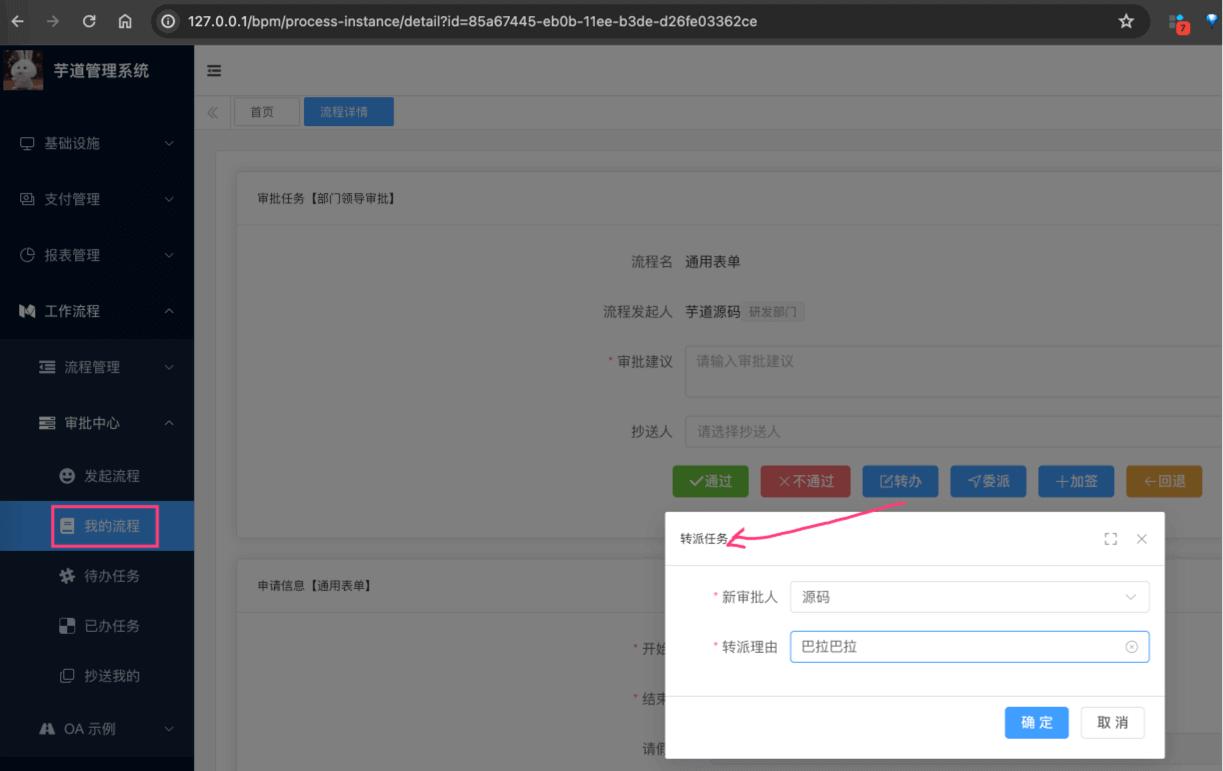 127.0.0.1/bpm/process-instance/detail?id=85a67445-eb0b-11ee-b3de-d26fe03362ce
7
芋道管理系统
首页
流程详情
基础设施
支付管理
报表管理
工作流程
流程管理
审批中心
发起流程
我的流程
待办任务
已办任务
抄送我的
OA 示例
审批任务【部门领导审批】
流程名 通用表单
流程发起人 芋道源码 研发部门
* 审批建议 请输入审批建议
抄送人 请选择抄送人
通过 不通过 转办 委派 加签 回退
申请信息【通用表单】
* 开始
* 结束
请假
转派任务
* 新审批人 源码
* 转派理由 巴拉巴拉
确定 取消